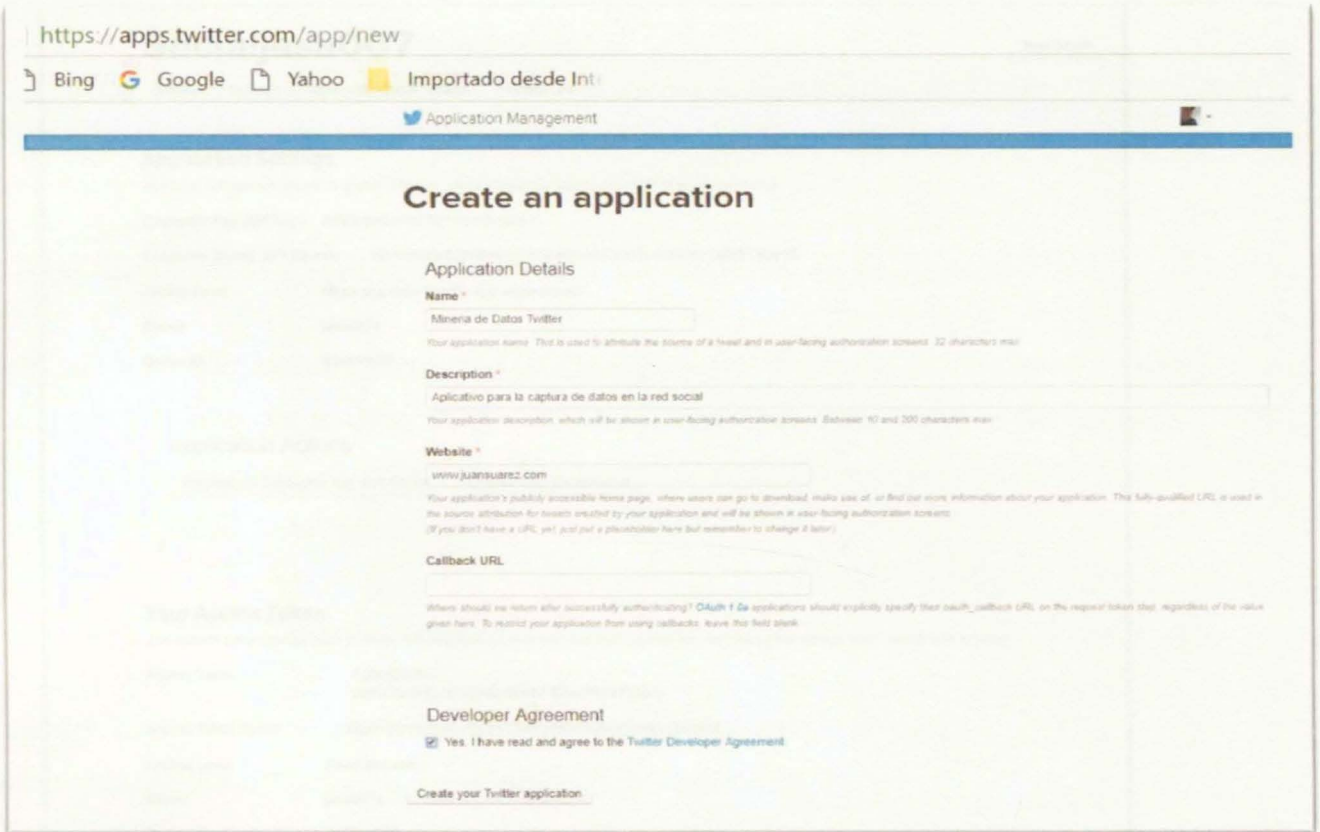 https://apps.twitter.com/app/new
Bing Google Yahoo Importado desde Int
Application Management
Create an application
Application Details
Name *
Mineria de Datos Twitter
Your application name. This is used to attribute the source of a tweet and in user-facing authorization screens. 32 characters max.
Description *
Aplicativo para la captura de datos en la red social
Your application description, which will be shown in user-facing authorization screens. Between 10 and 200 characters max.
Website *
www.juansuarez.com
Your application's publicly accessible home page, where users can go to download, make use of, or find out more information about your application. This fully-qualified URL is used in
the source attribution for tweets created by your application and will be shown in user-facing authorization screens.
(If you don't have a URL yet, just put a placeholder here but remember to change it later.)
Callback URL
Where should we return after successfully authenticating? OAuth 1.0a applications should explicitly specify their oauth_callback URL on the request token step, regardless of the value
given here. To restrict your application from using callbacks, leave this field blank.
Developer Agreement
Yes, I have read and agree to the Twitter Developer Agreement.
Create your Twitter application